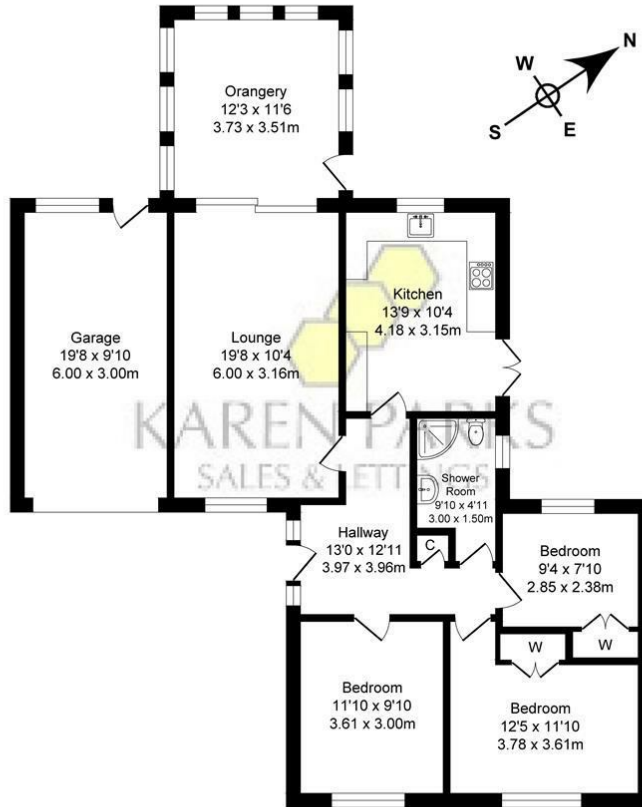 Orangery
12'3 x 11'6
3.73 x 3.51m
N
W
S
E
Garage
19'8 x 9'10
6.00 x 3.00m
Lounge
19'8 x 10'4
6.00 x 3.16m
Kitchen
13'9 x 10'4
4.18 x 3.15m
KAREN PARKS
SALES & LETTINGS
Shower
Room
9'10 x 4'11
3.00 x 1.50m
Hallway
13'0 x 12'11
3.97 x 3.96m
C
Bedroom
9'4 x 7'10
2.85 x 2.38m
W
W
Bedroom
11'10 x 9'10
3.61 x 3.00m
Bedroom
12'5 x 11'10
3.78 x 3.61m